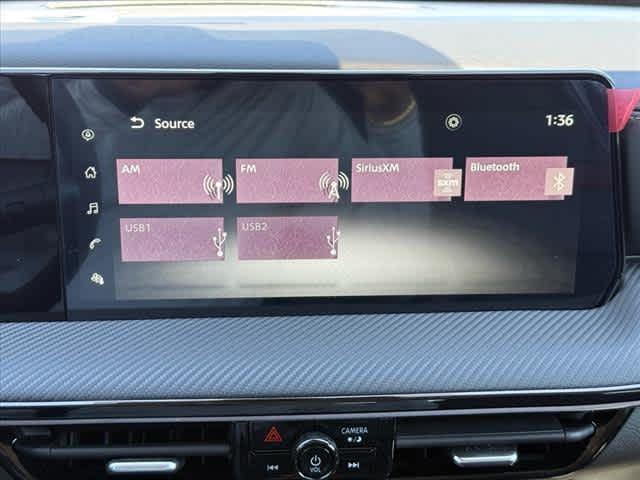 Source
1:36
AM
FM
SiriusXM
sxm
Bluetooth
USB1
USB2
CAMERA
VOL